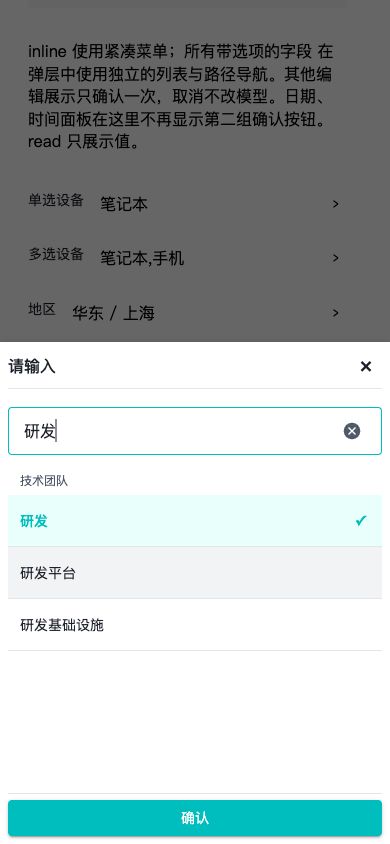 inline 使用紧凑菜单；所有带选项的字段 在
弹层中使用独立的列表与路径导航。其他编
辑展示只确认一次，取消不改模型。日期、
时间面板在这里不再显示第二组确认按钮。
read 只展示值。
单选设备 笔记本
多选设备 笔记本,手机
地区 华东 / 上海
请输入
研发
技术团队
研发
研发平台
研发基础设施
确认